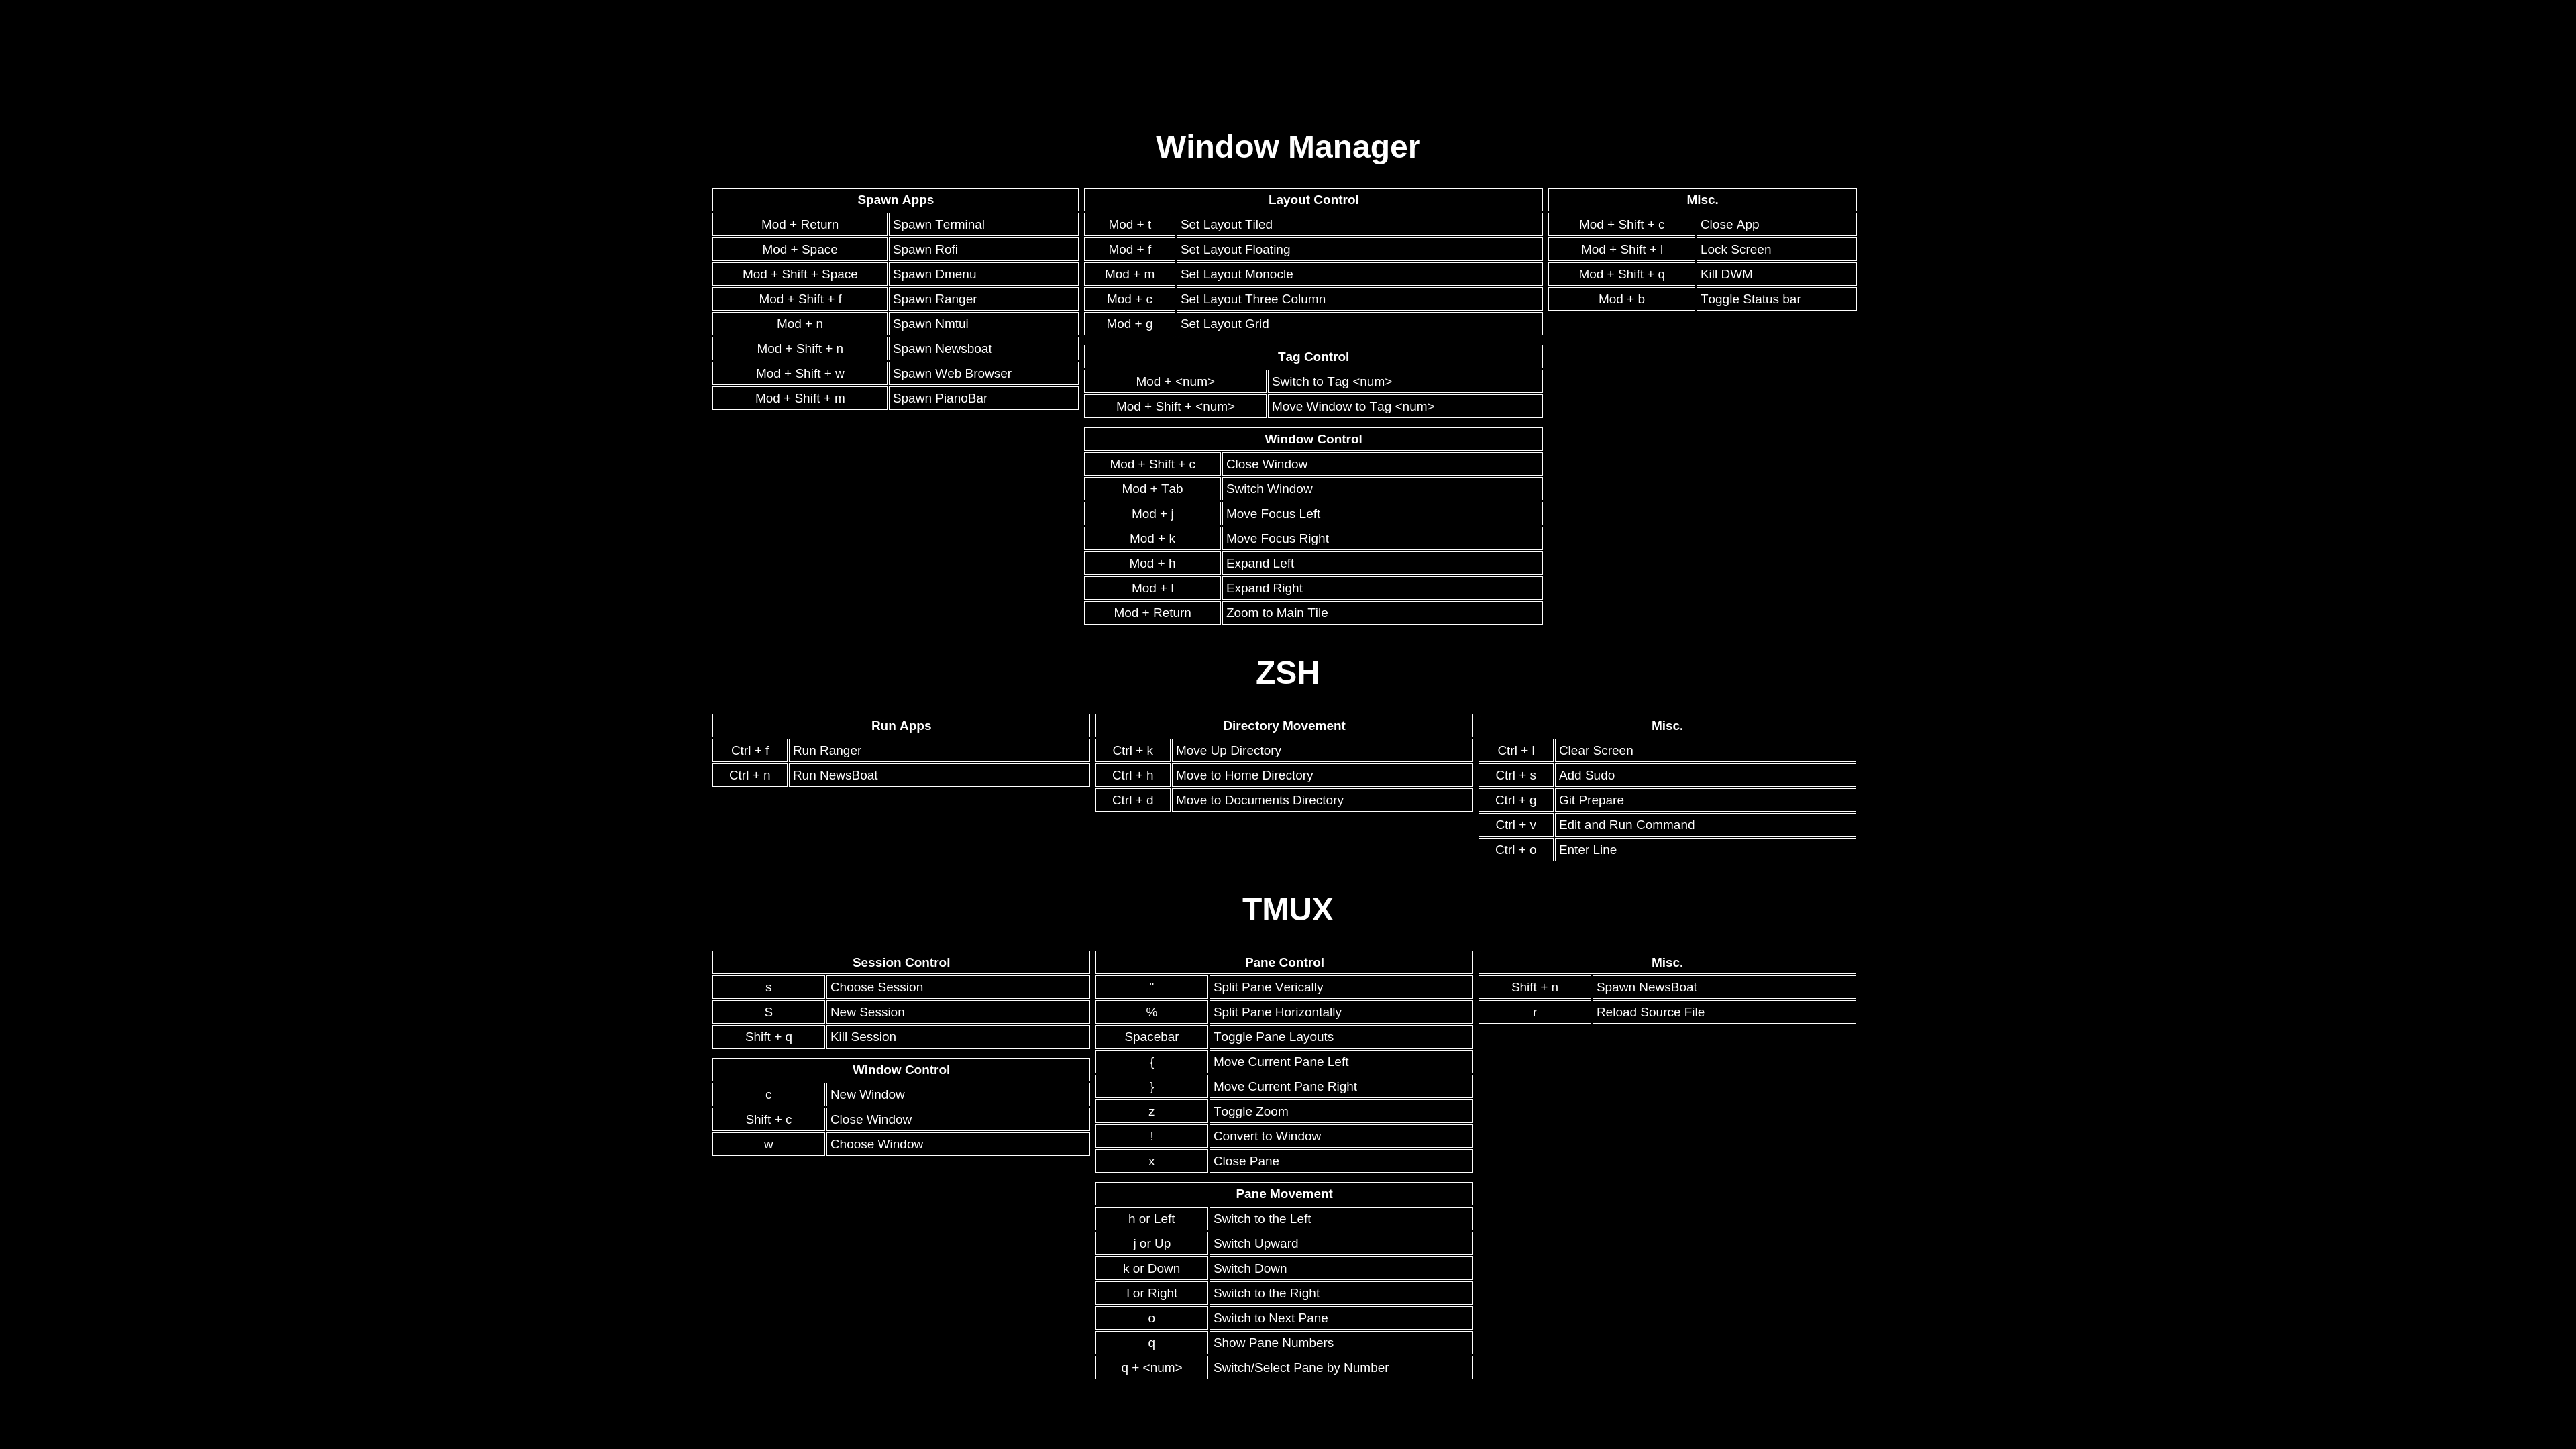 Window Manager
Spawn Apps
Mod + Return Spawn Terminal
Mod + Space Spawn Rofi
Mod + Shift + Space Spawn Dmenu
Mod + Shift + f Spawn Ranger
Mod + n Spawn Nmtui
Mod + Shift + n Spawn Newsboat
Mod + Shift + w Spawn Web Browser
Mod + Shift + m Spawn PianoBar
Layout Control
Mod + t Set Layout Tiled
Mod + f Set Layout Floating
Mod + m Set Layout Monocle
Mod + c Set Layout Three Column
Mod + g Set Layout Grid
Tag Control
Mod + <num> Switch to Tag <num>
Mod + Shift + <num> Move Window to Tag <num>
Window Control
Mod + Shift + c Close Window
Mod + Tab Switch Window
Mod + j Move Focus Left
Mod + k Move Focus Right
Mod + h Expand Left
Mod + l Expand Right
Mod + Return Zoom to Main Tile
Misc.
Mod + Shift + c Close App
Mod + Shift + l Lock Screen
Mod + Shift + q Kill DWM
Mod + b Toggle Status bar
ZSH
Run Apps
Ctrl + f Run Ranger
Ctrl + n Run NewsBoat
Directory Movement
Ctrl + k Move Up Directory
Ctrl + h Move to Home Directory
Ctrl + d Move to Documents Directory
Misc.
Ctrl + l Clear Screen
Ctrl + s Add Sudo
Ctrl + g Git Prepare
Ctrl + v Edit and Run Command
Ctrl + o Enter Line
TMUX
Session Control
s Choose Session
S New Session
Shift + q Kill Session
Window Control
c New Window
Shift + c Close Window
w Choose Window
Pane Control
" Split Pane Verically
% Split Pane Horizontally
Spacebar Toggle Pane Layouts
{ Move Current Pane Left
} Move Current Pane Right
z Toggle Zoom
! Convert to Window
x Close Pane
Pane Movement
h or Left Switch to the Left
j or Up Switch Upward
k or Down Switch Down
l or Right Switch to the Right
o Switch to Next Pane
q Show Pane Numbers
q + <num> Switch/Select Pane by Number
Misc.
Shift + n Spawn NewsBoat
r Reload Source File